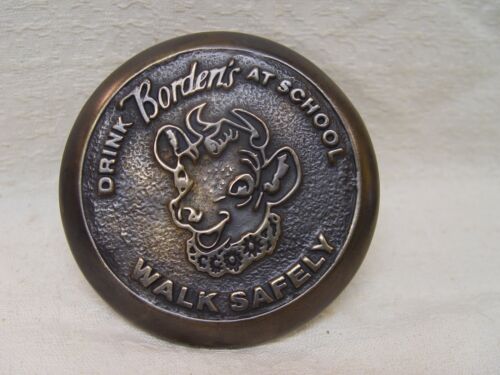 DRINK Borden's AT SCHOOL
WALK SAFELY